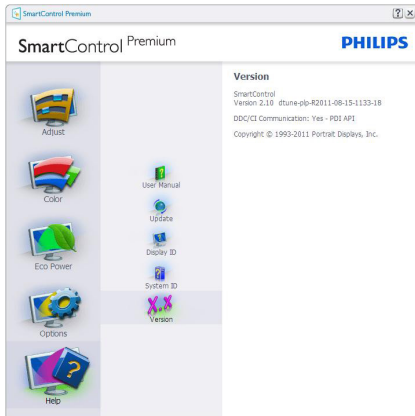 SmartControl Premium
SmartControl Premium
PHILIPS
Adjust
Color
Eco Power
Options
Help
User Manual
Update
Display ID
System ID
X.X
Version
Version
SmartControl
Version 2.10 dtune-plp-R2011-08-15-1133-18
DDC/CI Communication: Yes - PDI API
Copyright © 1993-2011 Portrait Displays, Inc.